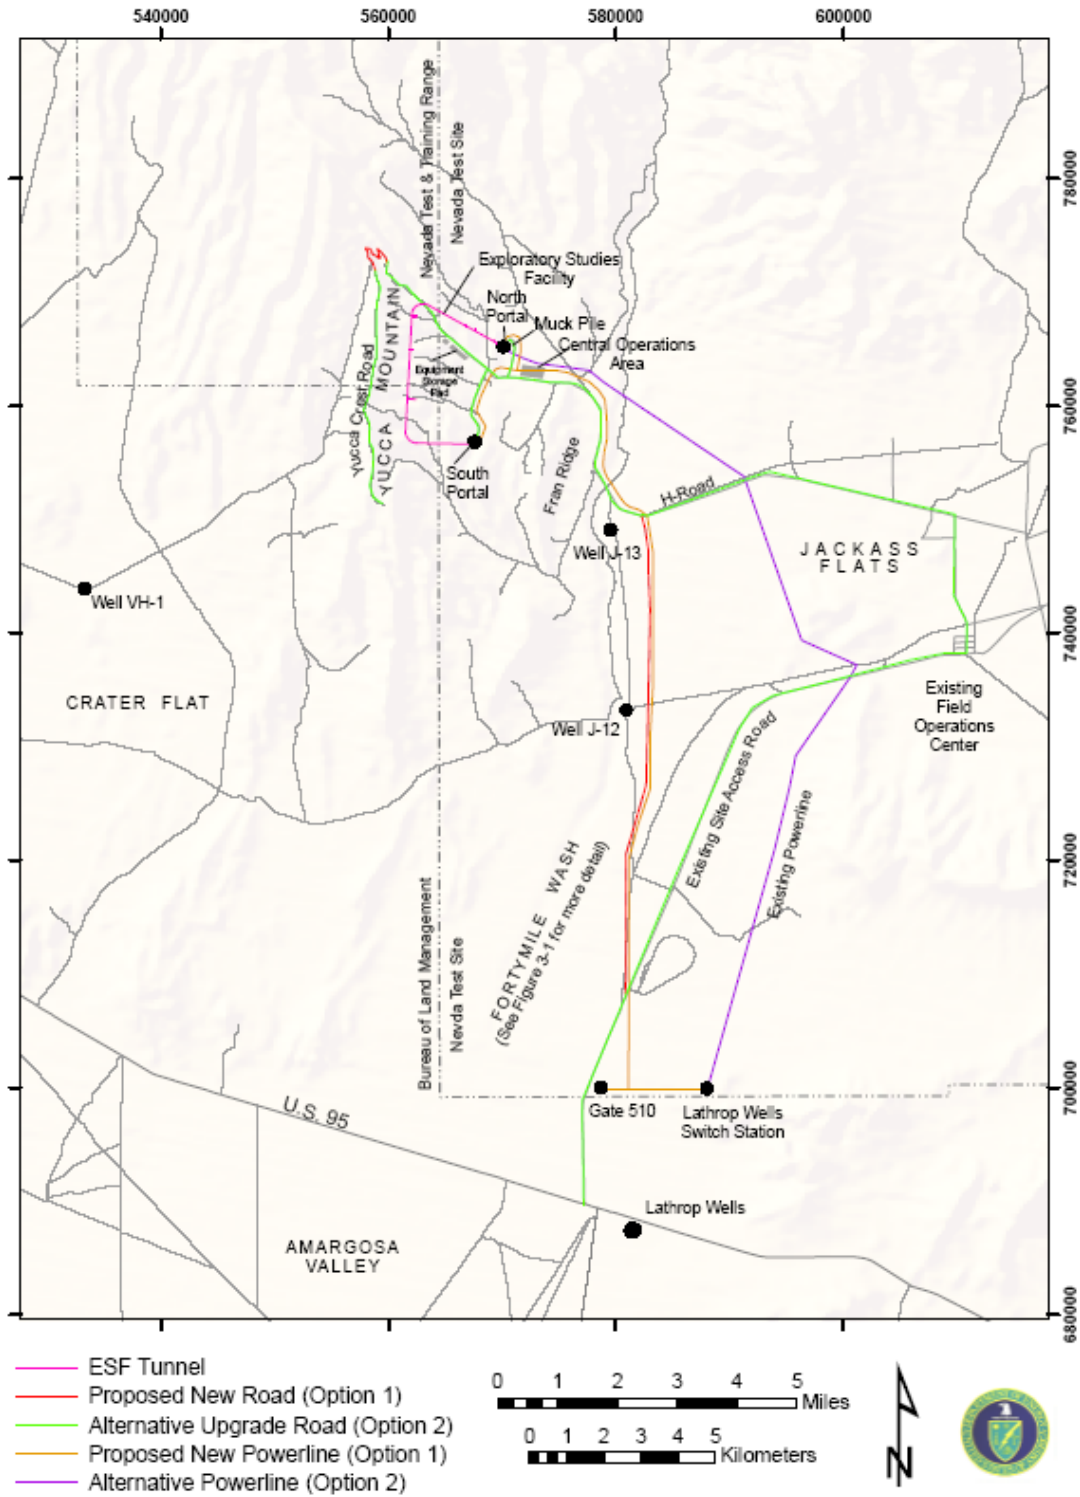 540000
560000
580000
600000
780000
760000
740000
720000
700000
680000
Nevada Test & Training Range
Nevada Test Site
Exploratory Studies
Facility
North
Portal
Muck Pile
Central Operations
Area
Equipment
Storage
Pad
Yucca Crest Road
YUCCA MOUNTAIN
South
Portal
Fran Ridge
H-Road
Well J-13
JACKASS
FLATS
Well VH-1
CRATER FLAT
Well J-12
Existing
Field
Operations
Center
Existing Site Access Road
Existing Powerline
FORTYMILE WASH
(See Figure 3-1 for more detail)
Bureau of Land Management
Nevda Test Site
Gate 510
Lathrop Wells
Switch Station
U.S. 95
Lathrop Wells
AMARGOSA
VALLEY
ESF Tunnel
Proposed New Road (Option 1)
Alternative Upgrade Road (Option 2)
Proposed New Powerline (Option 1)
Alternative Powerline (Option 2)
0 1 2 3 4 5
Miles
0 1 2 3 4 5
Kilometers
N